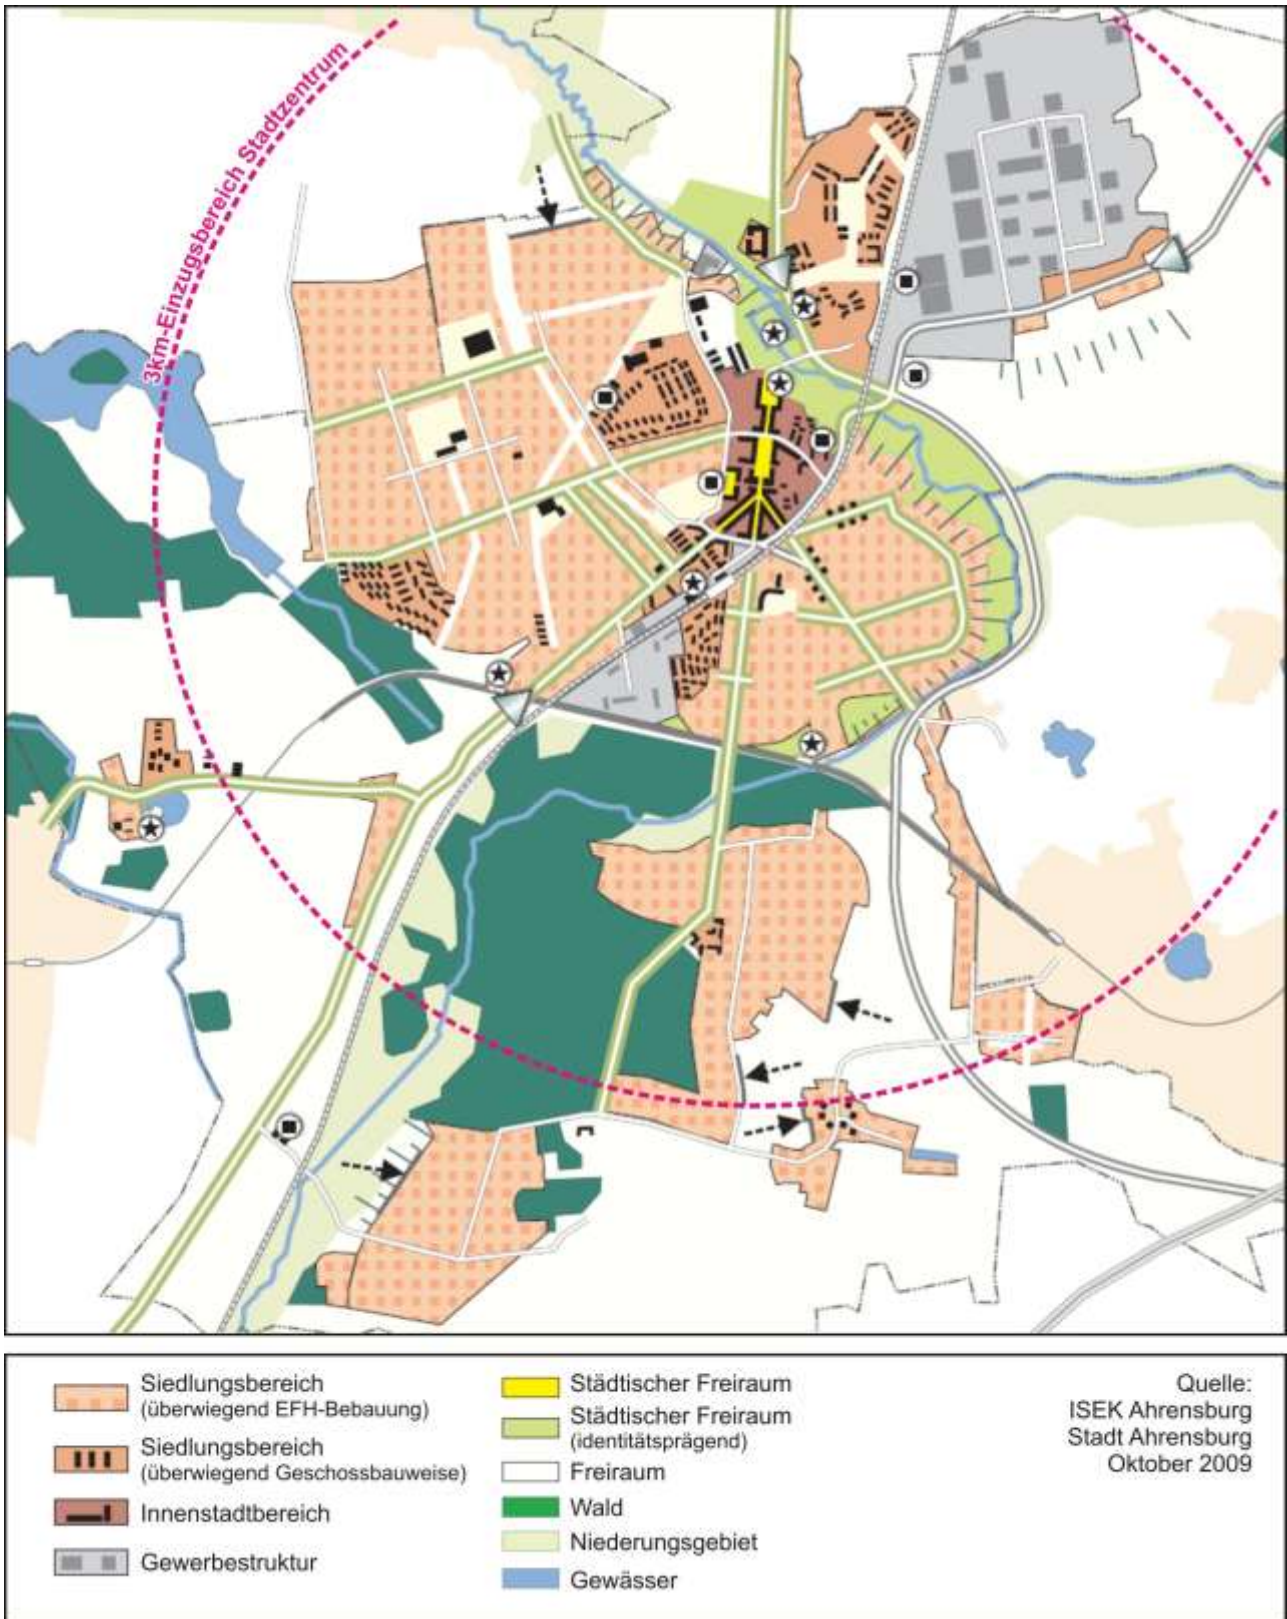 3km-Einzugsbereich Stadtzentrum
Siedlungsbereich
(überwiegend EFH-Bebauung)
Siedlungsbereich
(überwiegend Geschossbauweise)
Innenstadtbereich
Gewerbestruktur
Städtischer Freiraum
Städtischer Freiraum
(identitätsprägend)
Freiraum
Wald
Niederungsgebiet
Gewässer
Quelle:
ISEK Ahrensburg
Stadt Ahrensburg
Oktober 2009